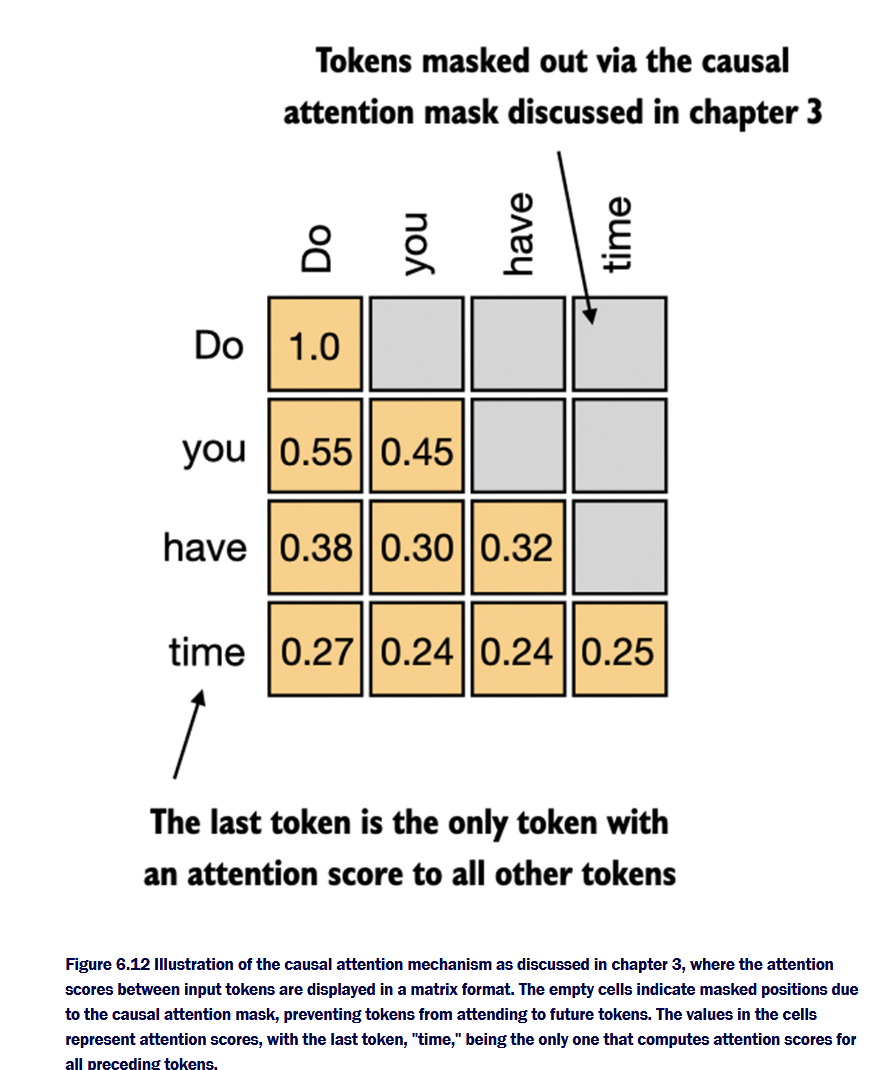 Tokens masked out via the causal
attention mask discussed in chapter 3
Do you have time
Do 1.0
you 0.55 0.45
have 0.38 0.30 0.32
time 0.27 0.24 0.24 0.25
The last token is the only token with
an attention score to all other tokens
Figure 6.12 Illustration of the causal attention mechanism as discussed in chapter 3, where the attention
scores between input tokens are displayed in a matrix format. The empty cells indicate masked positions due
to the causal attention mask, preventing tokens from attending to future tokens. The values in the cells
represent attention scores, with the last token, "time," being the only one that computes attention scores for
all preceding tokens.